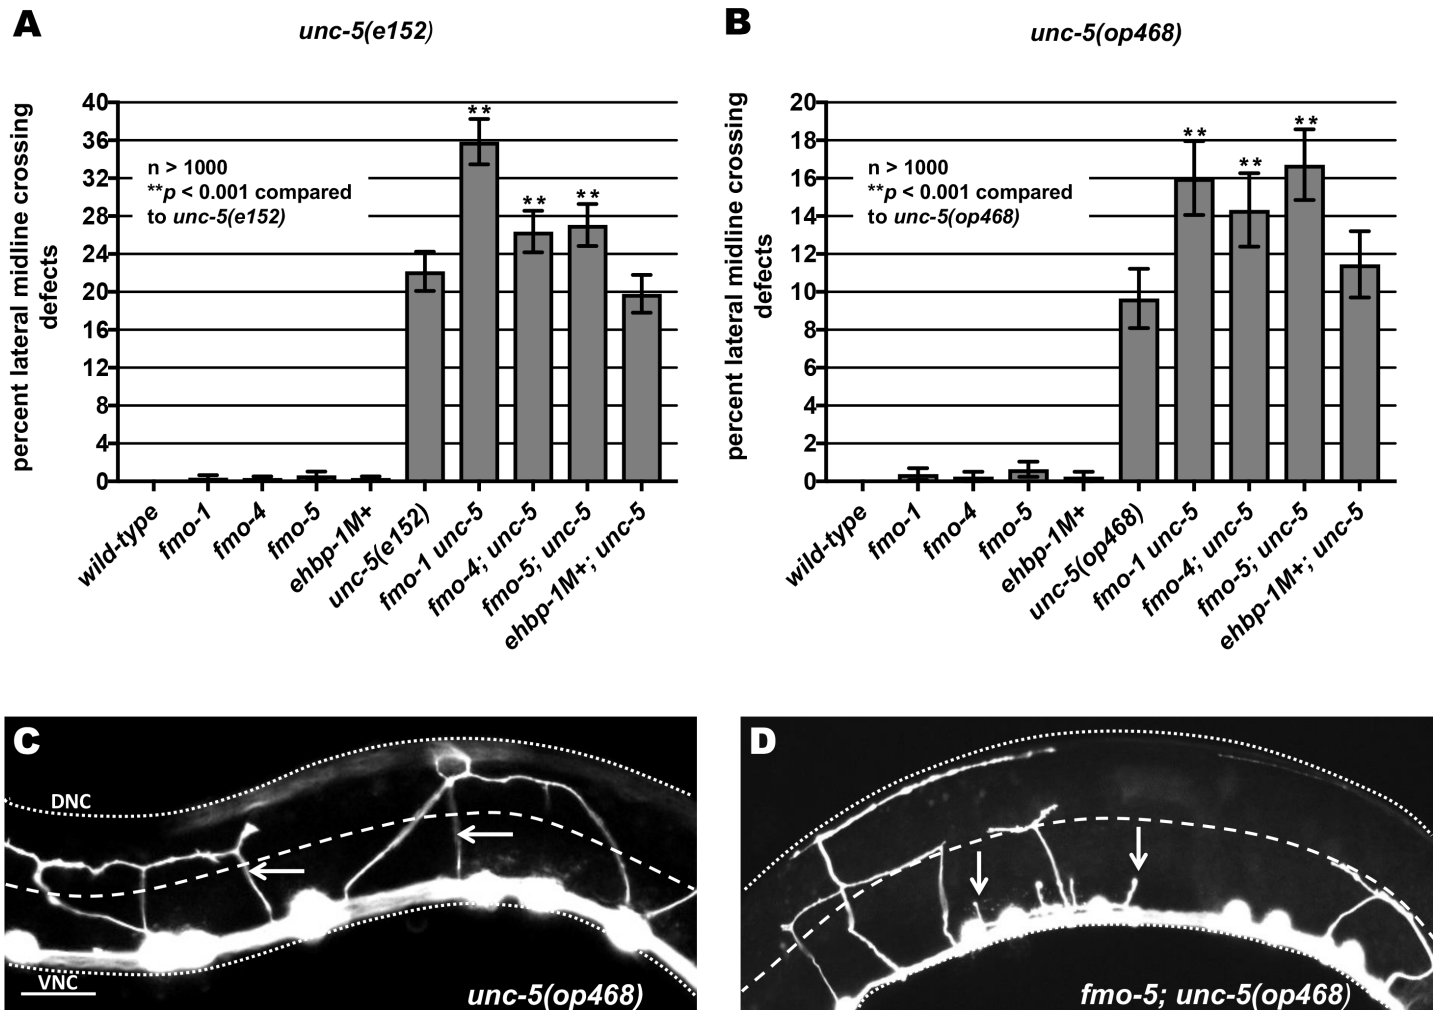 A
unc-5(e152)
percent lateral midline crossing
defects
40
36
32
28
24
20
16
12
8
4
0
n > 1000
**p < 0.001 compared
to unc-5(e152)
**
**
**
wild-type
fmo-1
fmo-4
fmo-5
ehbp-1M+
unc-5(e152)
fmo-1 unc-5
fmo-4; unc-5
fmo-5; unc-5
ehbp-1M+; unc-5
B
unc-5(op468)
percent lateral midline crossing
defects
20
18
16
14
12
10
8
6
4
2
0
n > 1000
**p < 0.001 compared
to unc-5(op468)
**
**
**
wild-type
fmo-1
fmo-4
fmo-5
ehbp-1M+
unc-5(op468)
fmo-1 unc-5
fmo-4; unc-5
fmo-5; unc-5
ehbp-1M+; unc-5
C
DNC
VNC
unc-5(op468)
D
fmo-5; unc-5(op468)